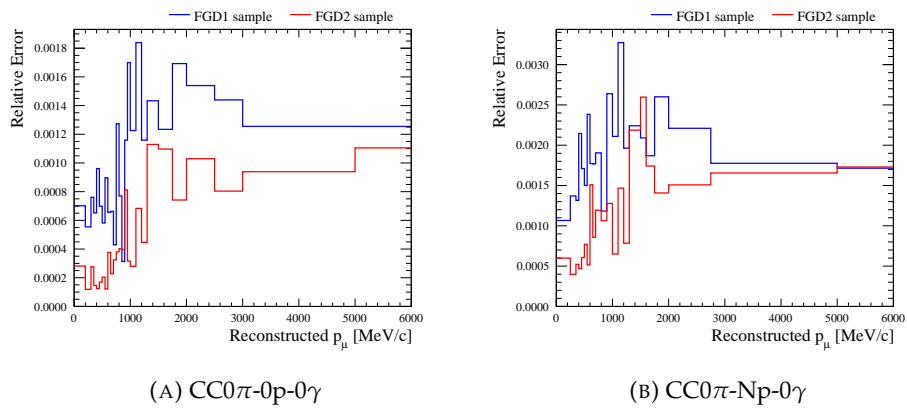 FGD1 sample FGD2 sample
Relative Error
0.0018
0.0016
0.0014
0.0012
0.0010
0.0008
0.0006
0.0004
0.0002
0.0000
0 1000 2000 3000 4000 5000 6000
Reconstructed pμ [MeV/c]
(A) CC0π-0p-0γ
FGD1 sample FGD2 sample
Relative Error
0.0030
0.0025
0.0020
0.0015
0.0010
0.0005
0.0000
0 1000 2000 3000 4000 5000 6000
Reconstructed pμ [MeV/c]
(B) CC0π-Np-0γ